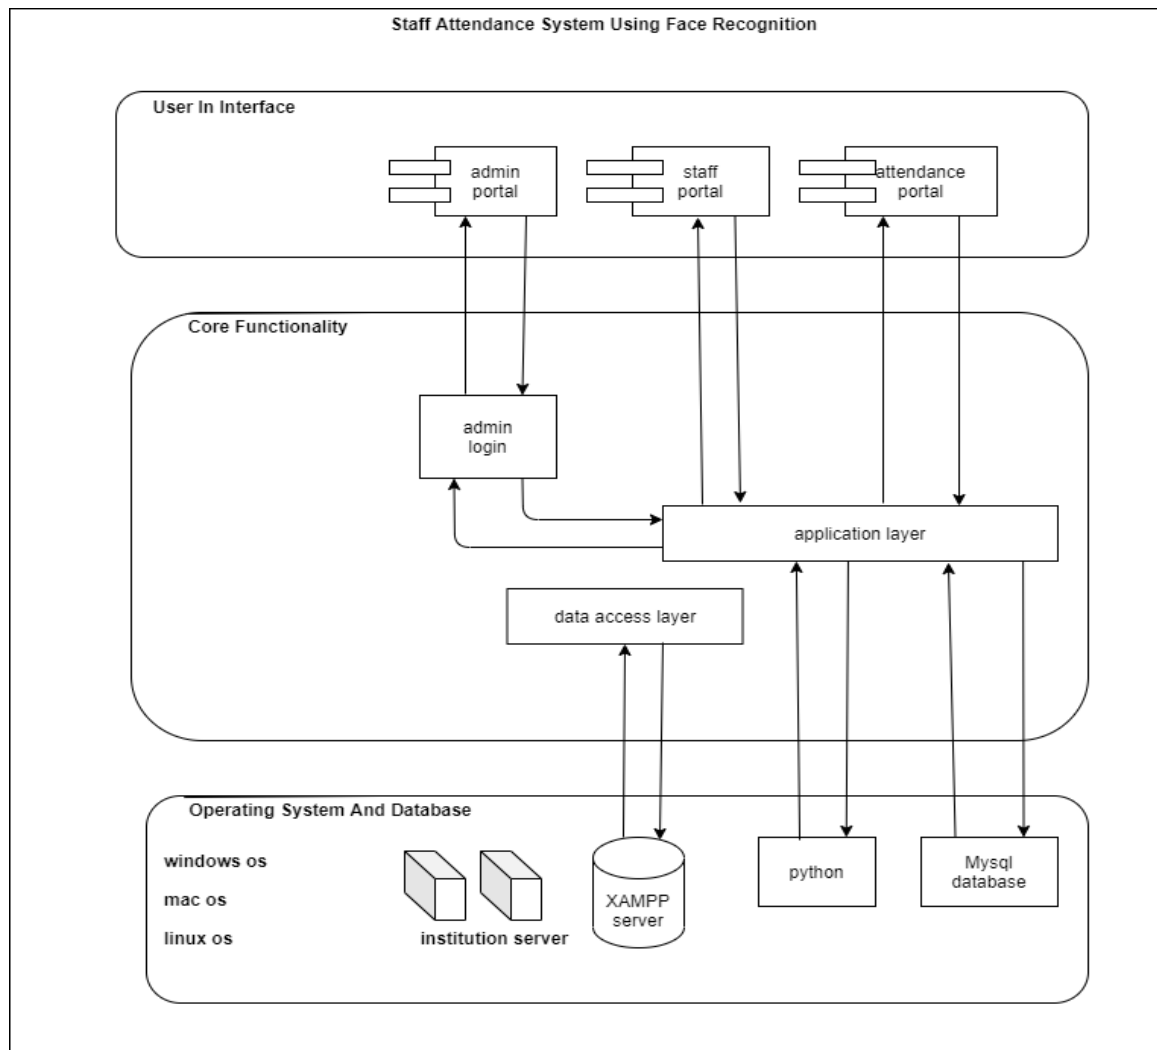 Staff Attendance System Using Face Recognition
User In Interface
admin
portal
staff
portal
attendance
portal
Core Functionality
admin
login
application layer
data access layer
Operating System And Database
windows os
mac os
linux os
institution server
XAMPP
server
python
Mysql
database